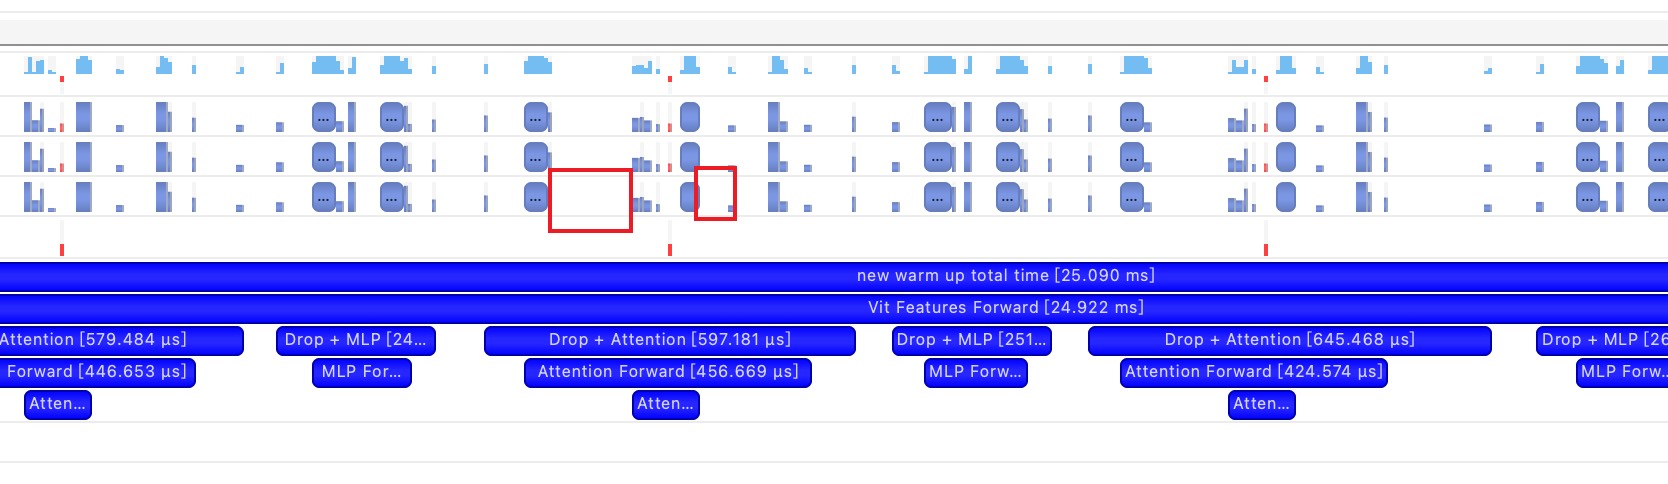 ... ... ... ... ... ... ... ...
... ... ... ... ... ... ... ...
... ... ... ... ... ... ... ...
new warm up total time [25.090 ms]
Vit Features Forward [24.922 ms]
Attention [579.484 µs] Drop + MLP [24... Drop + Attention [597.181 µs] Drop + MLP [251... Drop + Attention [645.468 µs] Drop + MLP [26
Forward [446.653 µs] MLP For... Attention Forward [456.669 µs] MLP Forw... Attention Forward [424.574 µs] MLP Forw..
Atten... Atten... Atten...